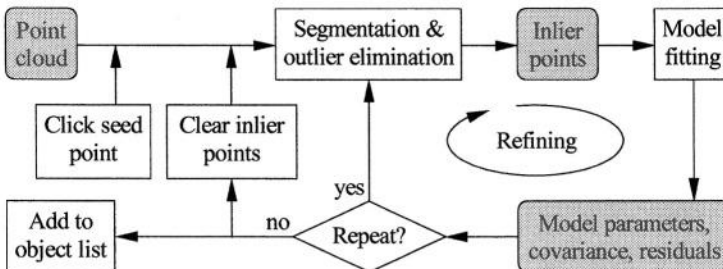 Point
cloud
Segmentation &
outlier elimination
Inlier
points
Model
fitting
Click seed
point
Clear inlier
points
Refining
yes
Add to
object list
no
Repeat?
Model parameters,
covariance, residuals